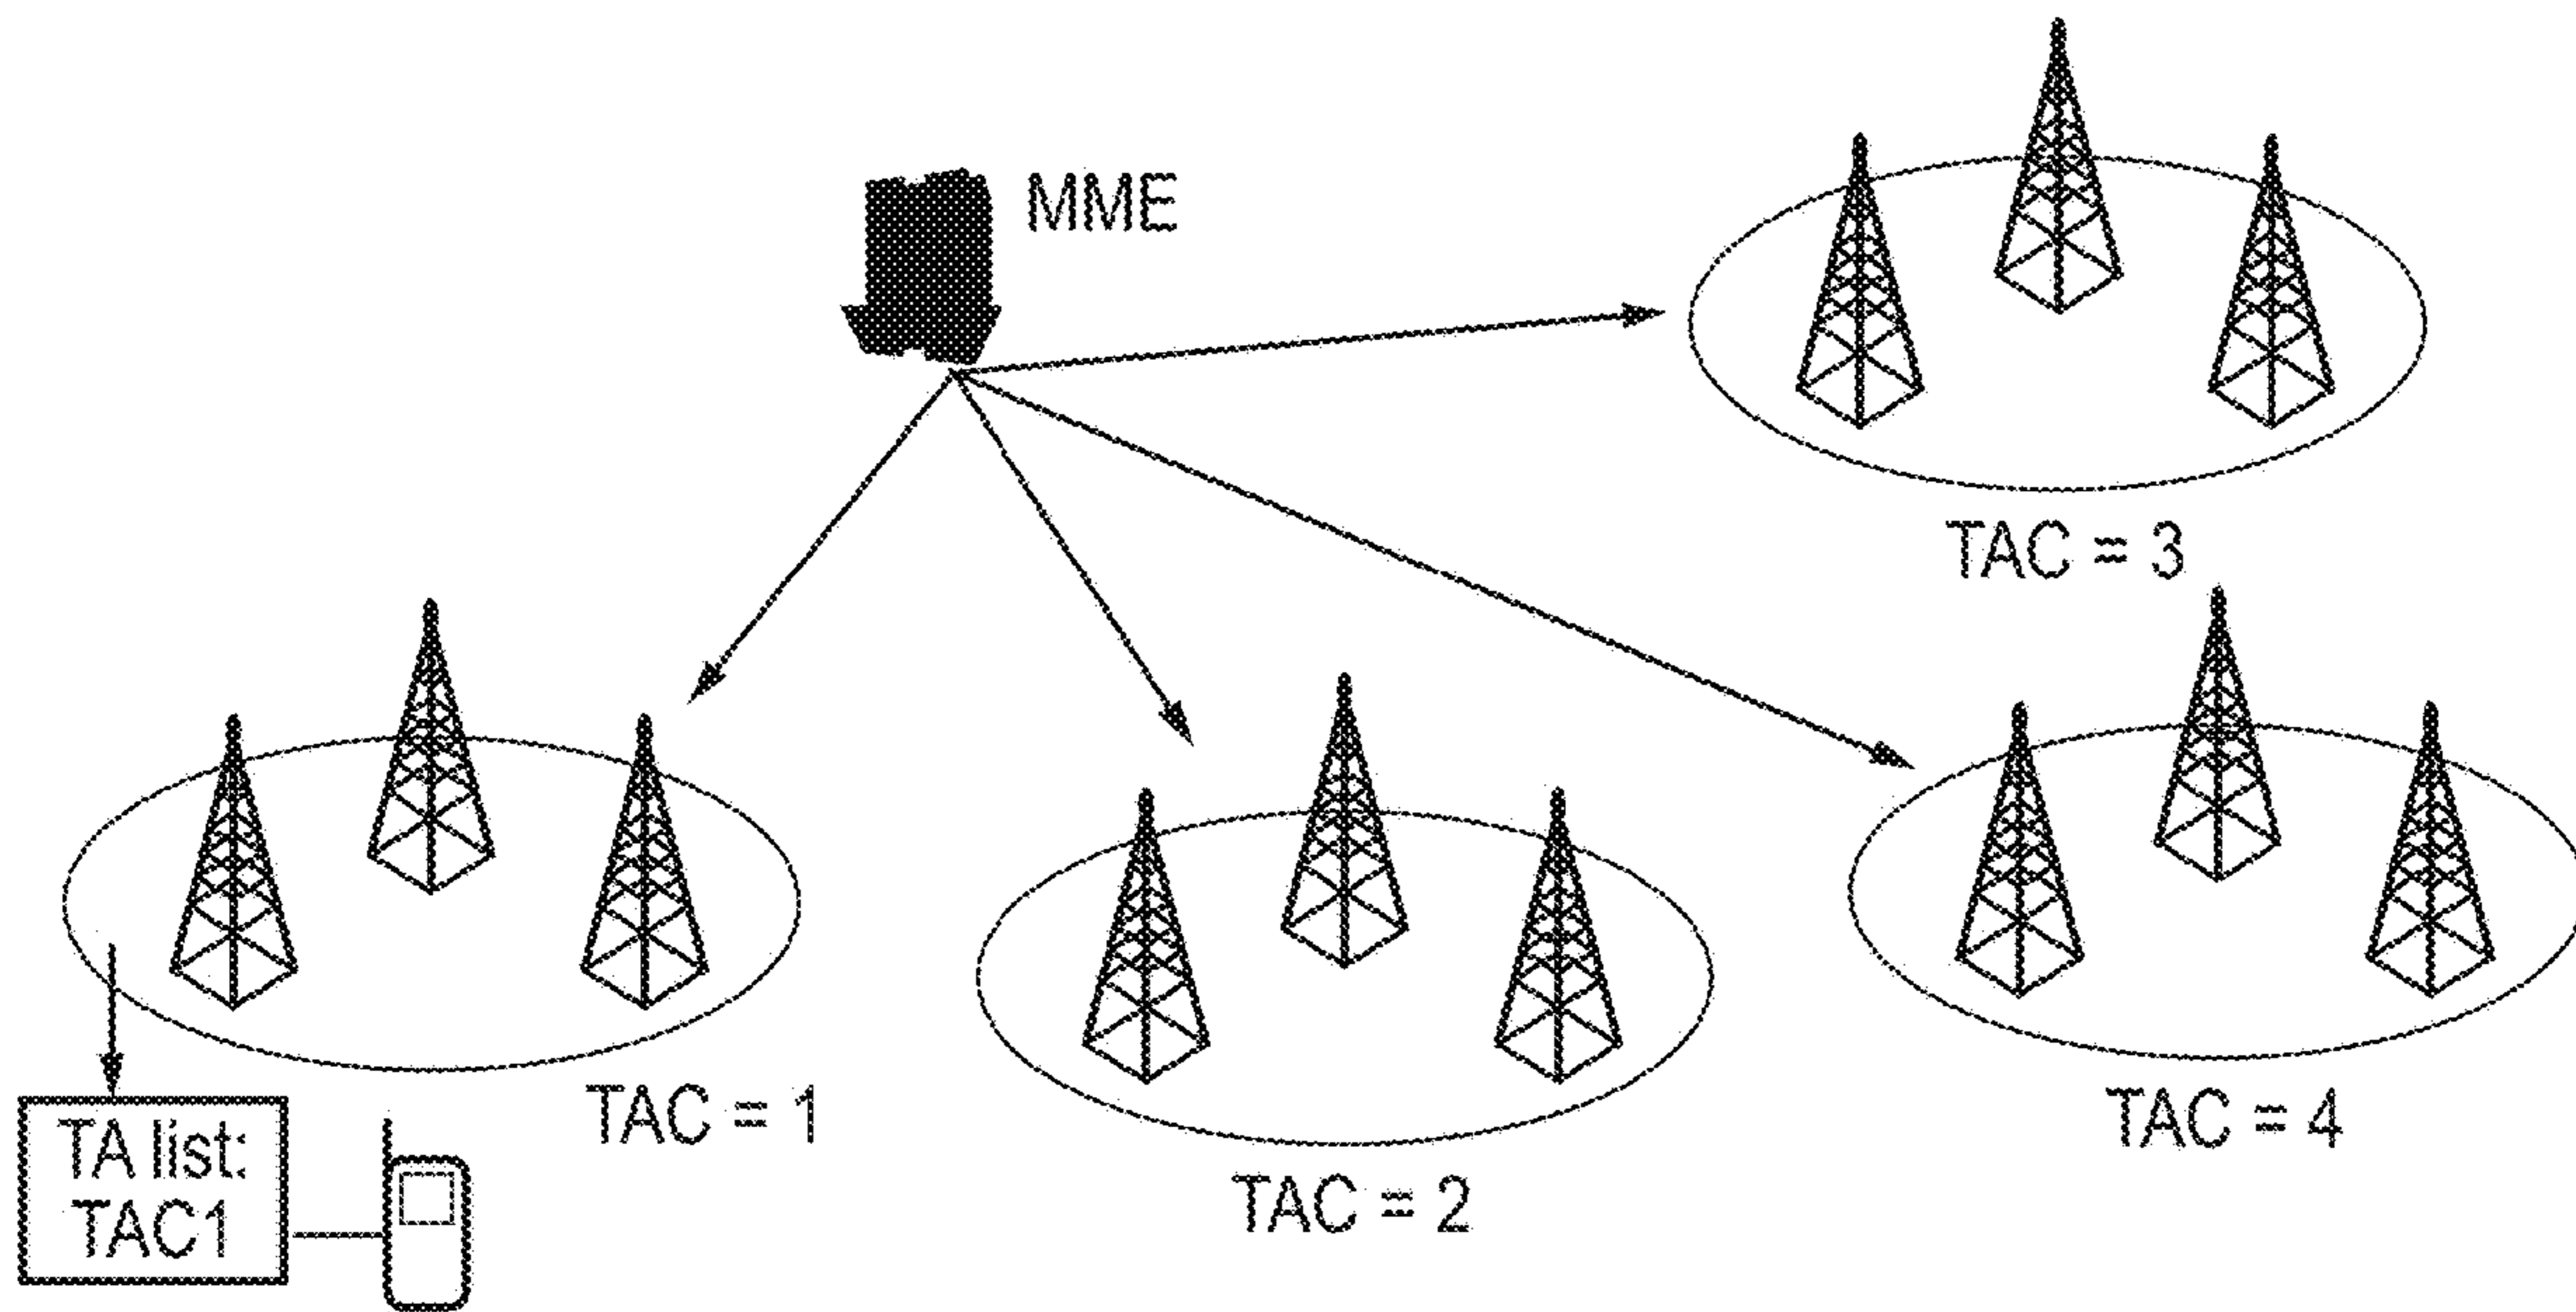 MME
TAC = 3
TAC = 1
TAC = 4
TA list:
TAC1
TAC = 2